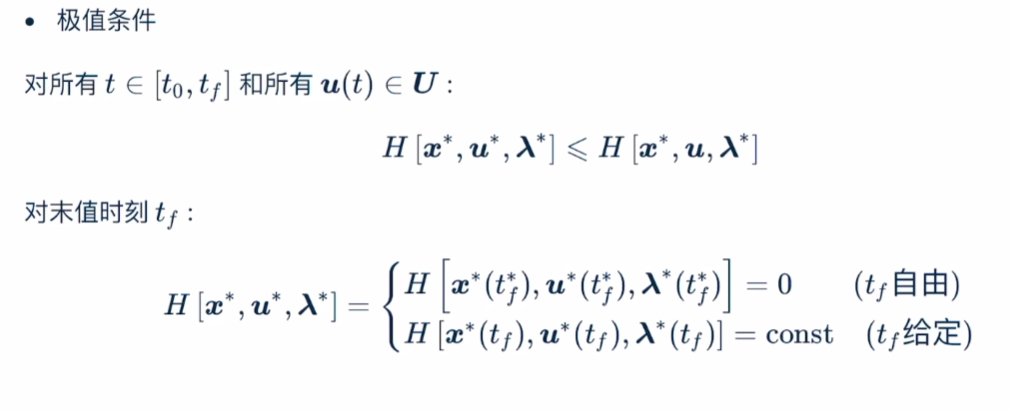 • 极值条件
对所有 t ∈ [t₀, t_f] 和所有 u(t) ∈ U :
H [x*, u*, λ*] ⩽ H [x*, u, λ*]
对末值时刻 t_f :
H [x*, u*, λ*] = { H [x*(t_f*), u*(t_f*), λ*(t_f*)] = 0 (t_f自由)
H [x*(t_f), u*(t_f), λ*(t_f)] = const (t_f给定)